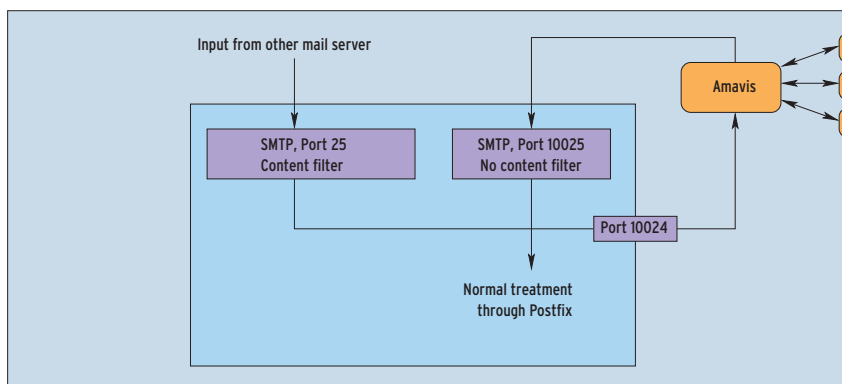 Input from other mail server
Amavis
SMTP, Port 25
Content filter
SMTP, Port 10025
No content filter
Port 10024
Normal treatment
through Postfix